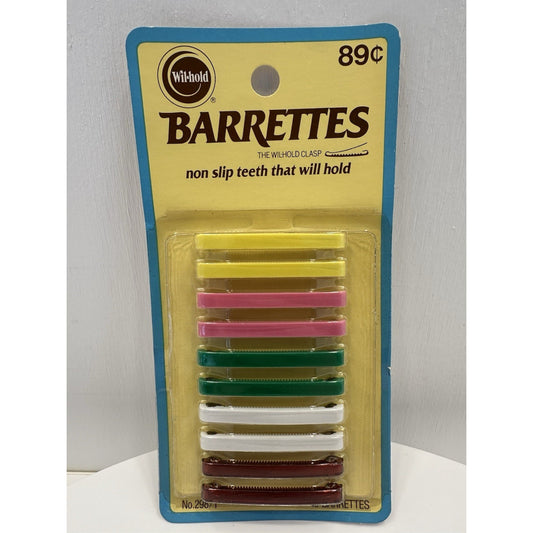 Wil-hold
®
89¢
BARRETTES
THE WILHOLD CLASP
non slip teeth that will hold
BARRETTES